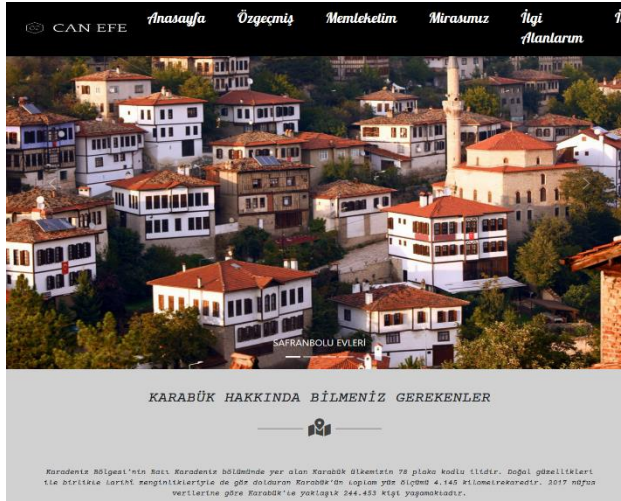 CAN EFE
Anasayfa Özgeçmiş Memleketim Mirasımız İlgi Alanlarım
SAFRANBOLU EVLERİ
KARABÜK HAKKINDA BİLMENİZ GEREKENLER
Karadeniz Bölgesi'nin Batı Karadeniz bölümünde yer alan Karabük ülkemizin 78 plaka kodlu ilidir. Doğal güzellikleri
ile birlikte tarihî zenginlikleriyle de göz dolduran Karabük'ün toplam yüz ölçümü 4.145 kilometrekaredir. 2017 nüfus
verilerine göre Karabük'te yaklaşık 244.453 kişi yaşamaktadır.